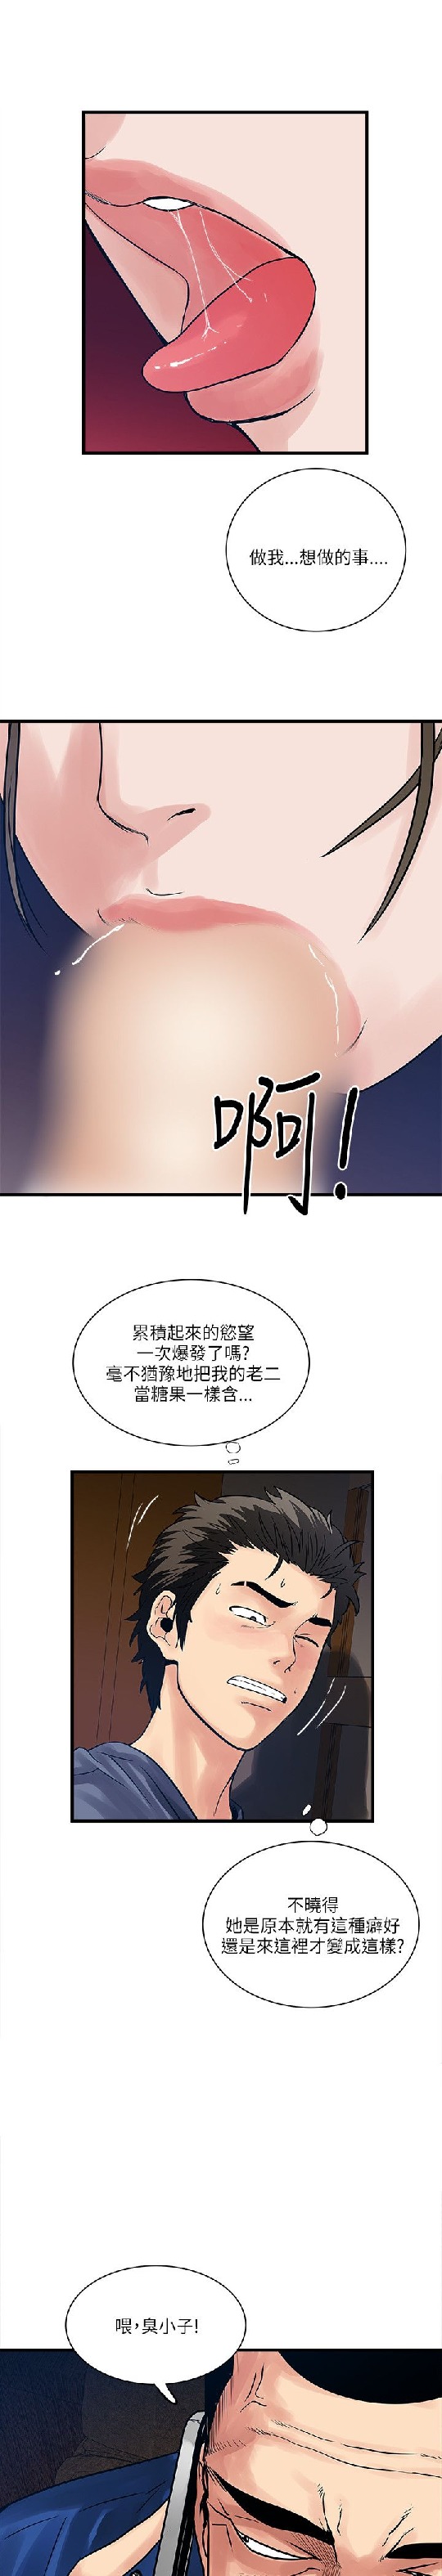 做我...想做的事....
啊!
累積起來的慾望
一次爆發了嗎?
毫不猶豫地把我的老二
當糖果一樣含...
不曉得
她是原本就有這種癖好
還是來這裡才變成這樣?
喂，臭小子!